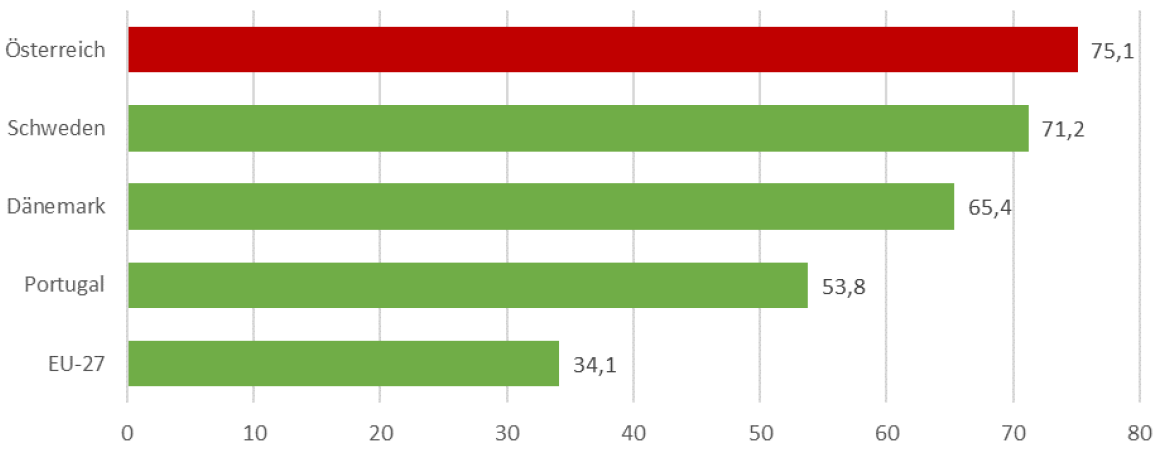 Österreich 75,1
Schweden 71,2
Dänemark 65,4
Portugal 53,8
EU-27 34,1
0 10 20 30 40 50 60 70 80